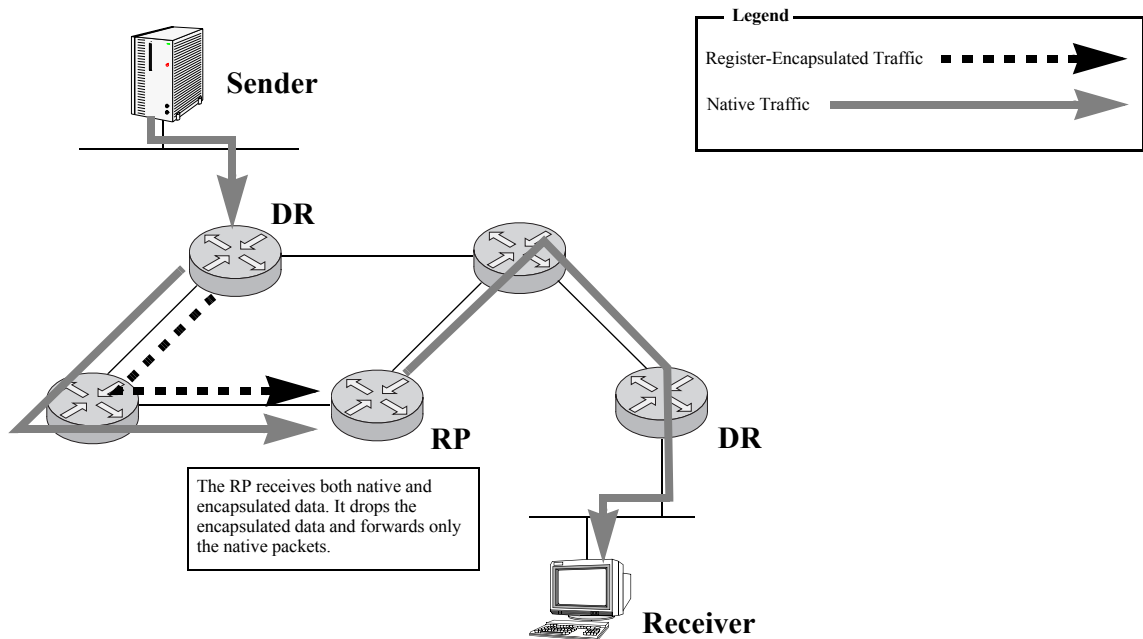 Legend
Register-Encapsulated Traffic
Native Traffic
Sender
DR
RP
DR
The RP receives both native and
encapsulated data. It drops the
encapsulated data and forwards only
the native packets.
Receiver